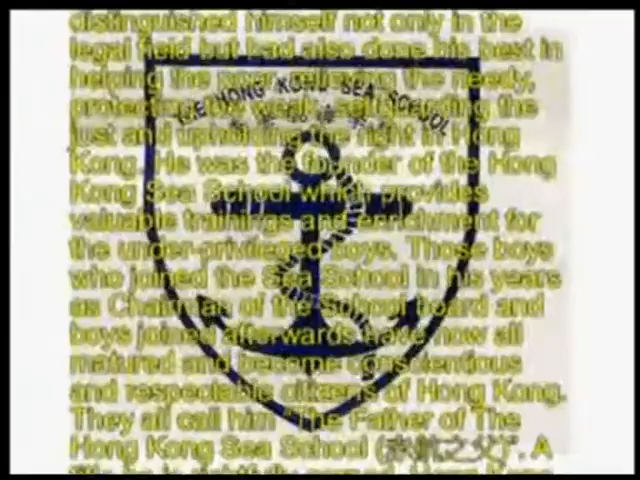 distinguished himself not only in the
legal field but had also done his best in
helping the poor, relieving the needy,
protecting the weak, safeguarding the
just and upholding the right in Hong
Kong. He was the founder of the Hong
Kong Sea School which provides
valuable trainings and enrichment for
the under-privileged boys. Those boys
who joined the Sea School in his years
as Chairman of the School board and
boys joined afterwards have now all
matured and become conscientious
and respectable citizens of Hong Kong.
They all call him "The Father of The
Hong Kong Sea School (之父)". A
THE HONG KONG SEA SCHOOL